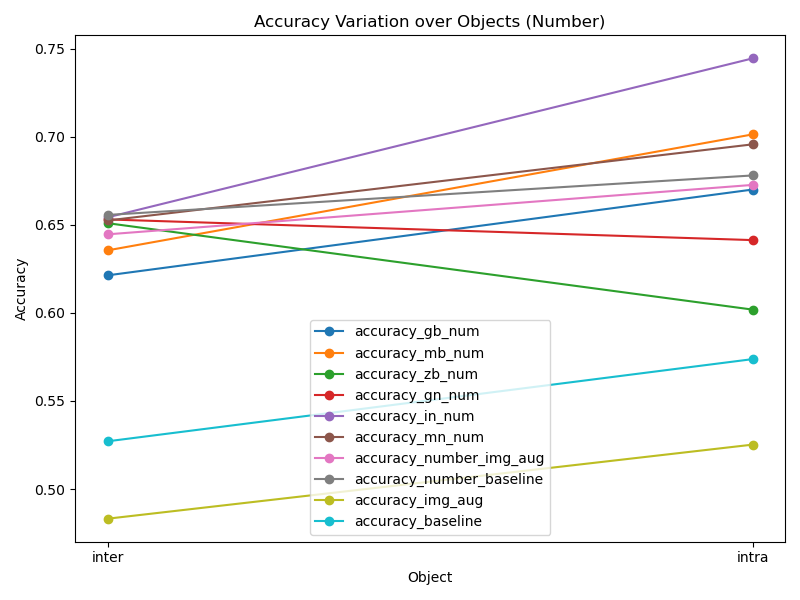 Accuracy Variation over Objects (Number)
0.75
0.70
0.65
0.60
0.55
0.50
Accuracy
accuracy_gb_num
accuracy_mb_num
accuracy_zb_num
accuracy_gn_num
accuracy_in_num
accuracy_mn_num
accuracy_number_img_aug
accuracy_number_baseline
accuracy_img_aug
accuracy_baseline
inter
intra
Object